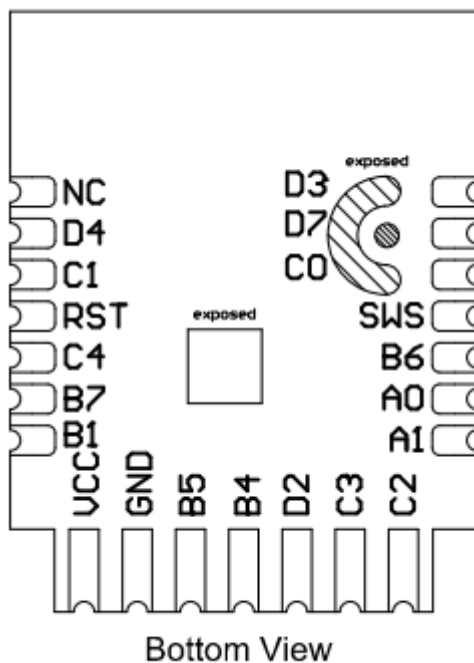 exposed
NC D3
D4 D7
C1 C0
RST exposed SWS
C4 B6
B7 A0
B1 A1
VCC GND B5 B4 D2 C3 C2
Bottom View